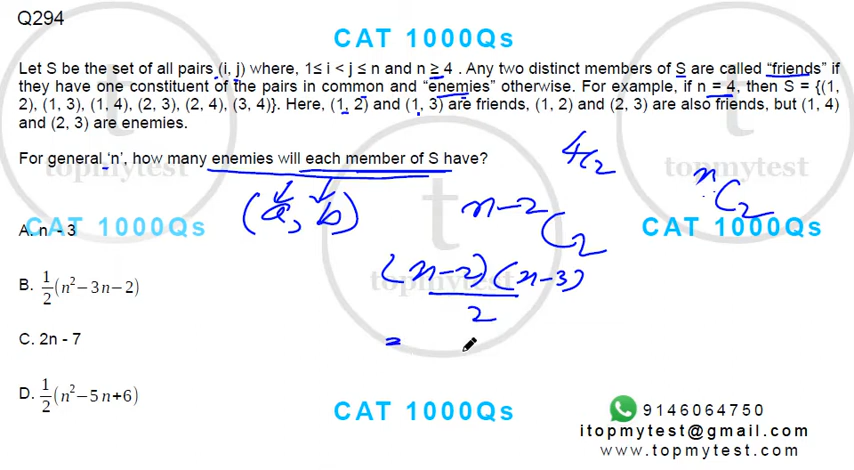 Q294
CAT 1000Qs
Let S be the set of all pairs (i, j) where, 1≤ i < j ≤ n and n ≥ 4 . Any two distinct members of S are called “friends” if
they have one constituent of the pairs in common and “enemies” otherwise. For example, if n = 4, then S = {(1,
2), (1, 3), (1, 4), (2, 3), (2, 4), (3, 4)}. Here, (1, 2) and (1, 3) are friends, (1, 2) and (2, 3) are also friends, but (1, 4)
and (2, 3) are enemies.
4C2
For general ‘n’, how many enemies will each member of S have?
topmytest
topmytest
nC2
(a, b)
n-2C2
A. n - 3
CAT 1000Qs
CAT 1000Qs
(n-2)(n-3)
topmytest
B. 1/2(n²−3n−2)
2
C. 2n - 7
=
D. 1/2(n²−5n+6)
CAT 1000Qs
9146064750
itopmytest@gmail.com
www.topmytest.com